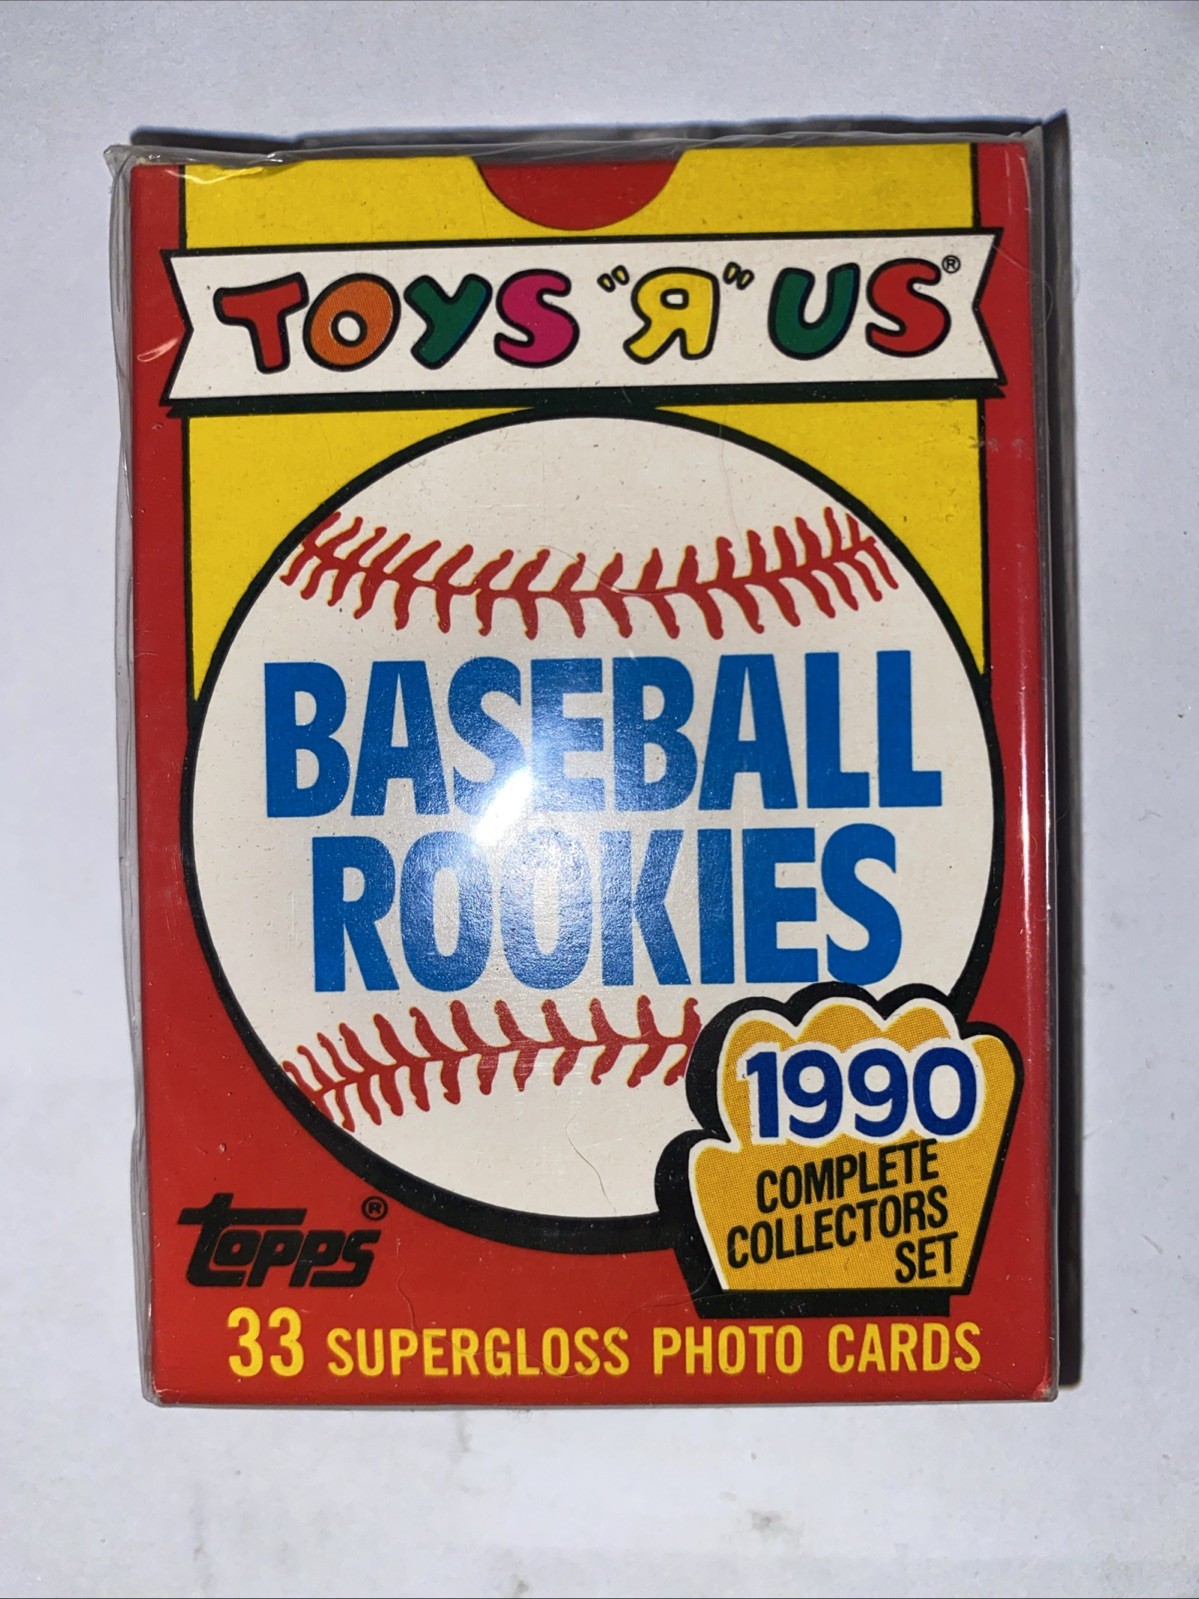 TOYS "R" US®
BASEBALL
ROOKIES
1990
COMPLETE
COLLECTORS
SET
topps®
33 SUPERGLOSS PHOTO CARDS